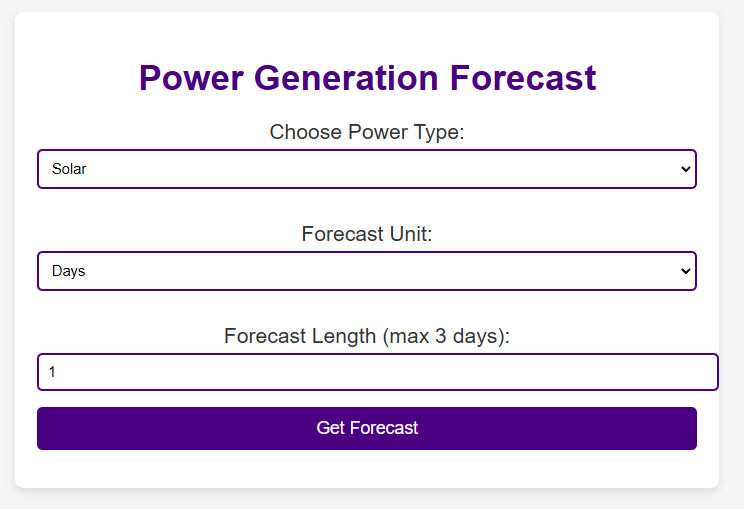 Power Generation Forecast
Choose Power Type:
Solar
Forecast Unit:
Days
Forecast Length (max 3 days):
1
Get Forecast